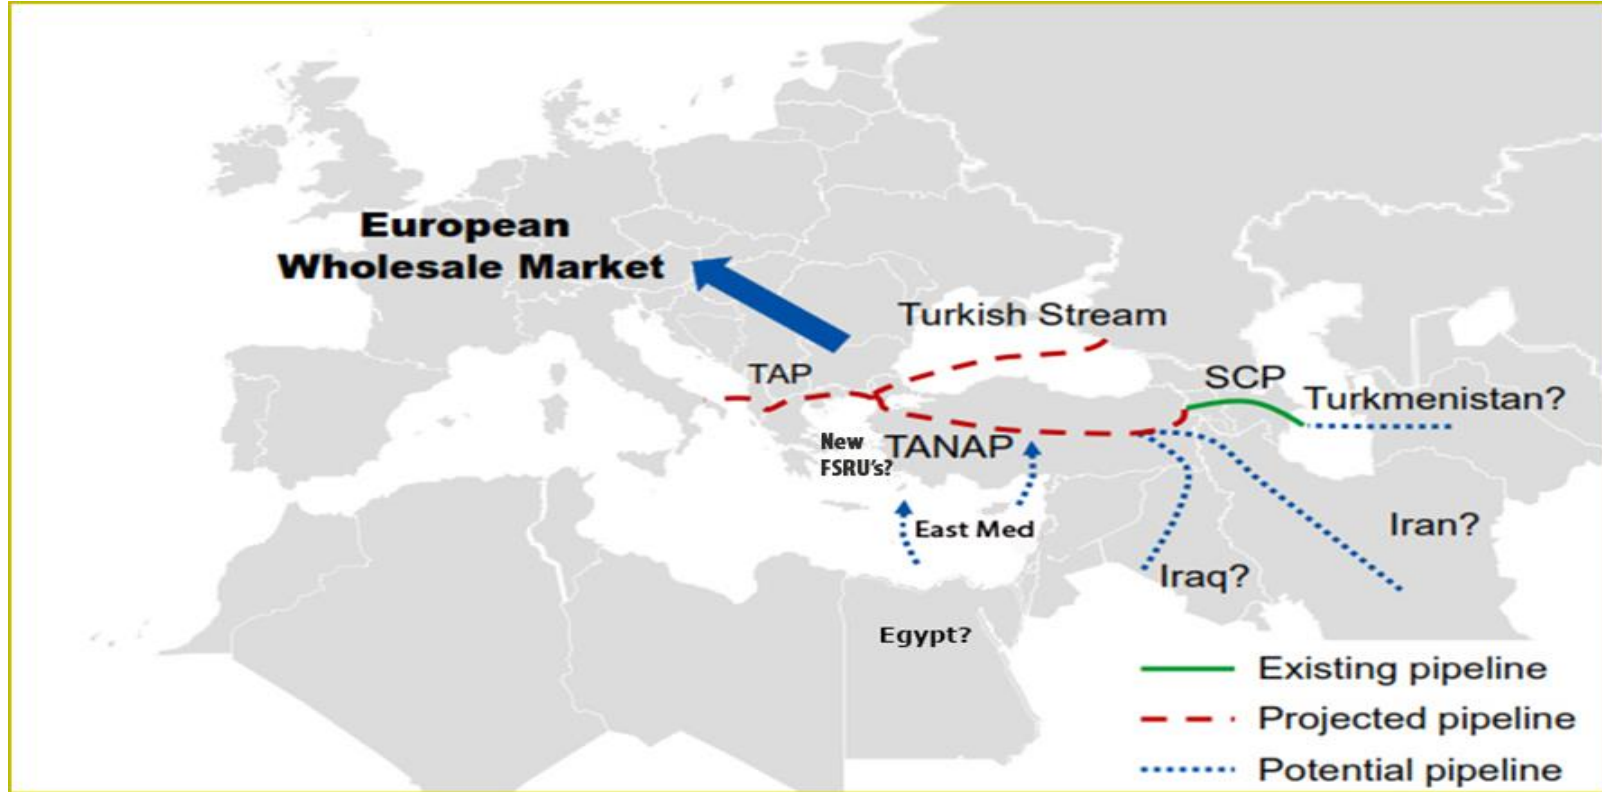 European
Wholesale Market
Turkish Stream
TAP
SCP
Turkmenistan?
New
FSRU's?
TANAP
East Med
Iran?
Iraq?
Egypt?
Existing pipeline
Projected pipeline
Potential pipeline